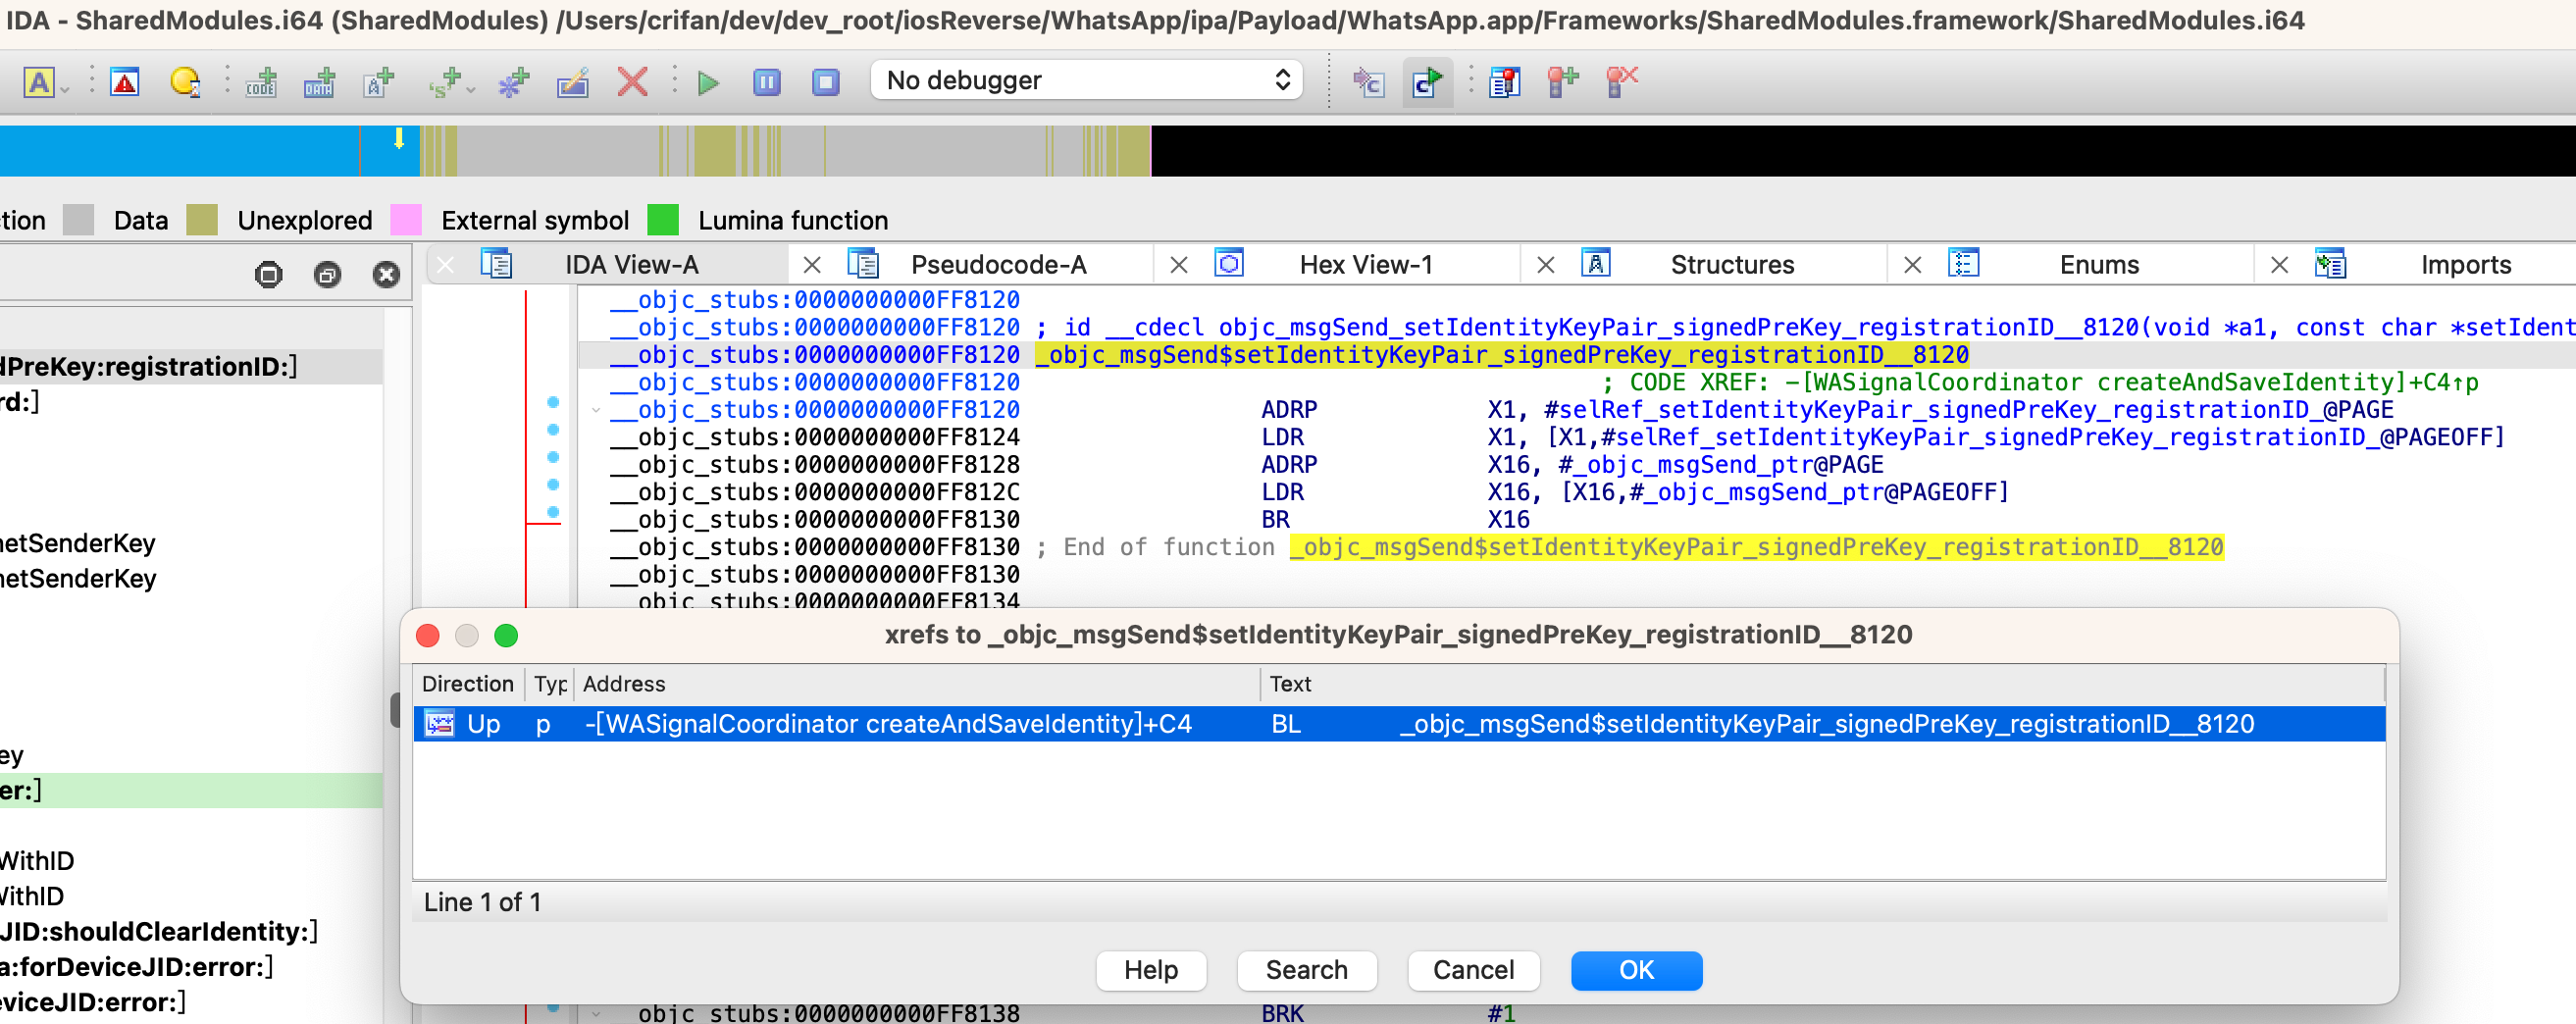 IDA - SharedModules.i64 (SharedModules) /Users/crifan/dev/dev_root/iosReverse/WhatsApp/ipa/Payload/WhatsApp.app/Frameworks/SharedModules.framework/SharedModules.i64
No debugger
ction Data Unexplored External symbol Lumina function
IDA View-A Pseudocode-A Hex View-1 Structures Enums Imports
dPreKey:registrationID:]
rd:]
netSenderKey
netSenderKey
ey
er:]
WithID
WithID
JID:shouldClearIdentity:]
a:forDeviceJID:error:]
eviceJID:error:]
__objc_stubs:0000000000FF8120
__objc_stubs:0000000000FF8120 ; id __cdecl objc_msgSend_setIdentityKeyPair_signedPreKey_registrationID__8120(void *a1, const char *setIdent
__objc_stubs:0000000000FF8120 _objc_msgSend$setIdentityKeyPair_signedPreKey_registrationID__8120
__objc_stubs:0000000000FF8120 ; CODE XREF: -[WASignalCoordinator createAndSaveIdentity]+C4↑p
__objc_stubs:0000000000FF8120 ADRP X1, #selRef_setIdentityKeyPair_signedPreKey_registrationID_@PAGE
__objc_stubs:0000000000FF8124 LDR X1, [X1,#selRef_setIdentityKeyPair_signedPreKey_registrationID_@PAGEOFF]
__objc_stubs:0000000000FF8128 ADRP X16, #_objc_msgSend_ptr@PAGE
__objc_stubs:0000000000FF812C LDR X16, [X16,#_objc_msgSend_ptr@PAGEOFF]
__objc_stubs:0000000000FF8130 BR X16
__objc_stubs:0000000000FF8130 ; End of function _objc_msgSend$setIdentityKeyPair_signedPreKey_registrationID__8120
__objc_stubs:0000000000FF8130
__objc_stubs:0000000000FF8134
xrefs to _objc_msgSend$setIdentityKeyPair_signedPreKey_registrationID__8120
Direction Typ Address Text
Up p -[WASignalCoordinator createAndSaveIdentity]+C4 BL _objc_msgSend$setIdentityKeyPair_signedPreKey_registrationID__8120
Line 1 of 1
Help Search Cancel OK
__objc_stubs:0000000000FF8138 BRK #1